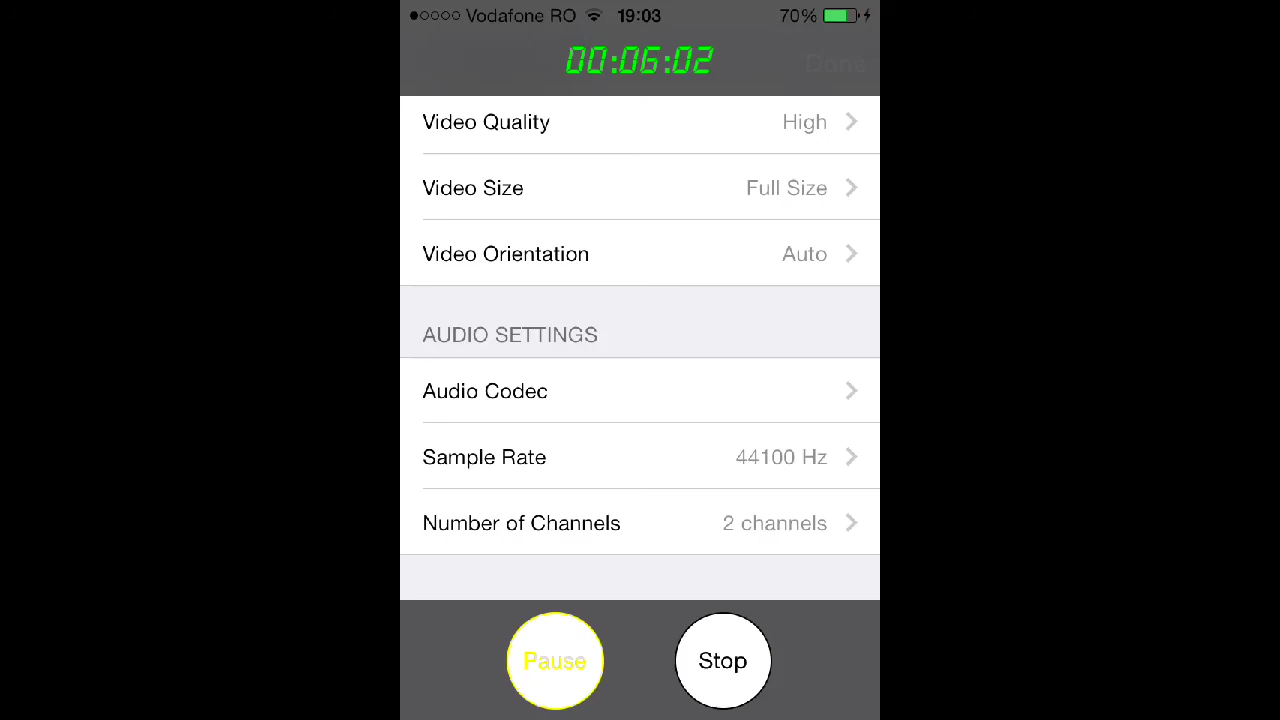 Vodafone RO 19:03 70%
00:06:02
Done
Video Quality High
Video Size Full Size
Video Orientation Auto
AUDIO SETTINGS
Audio Codec
Sample Rate 44100 Hz
Number of Channels 2 channels
Pause Stop